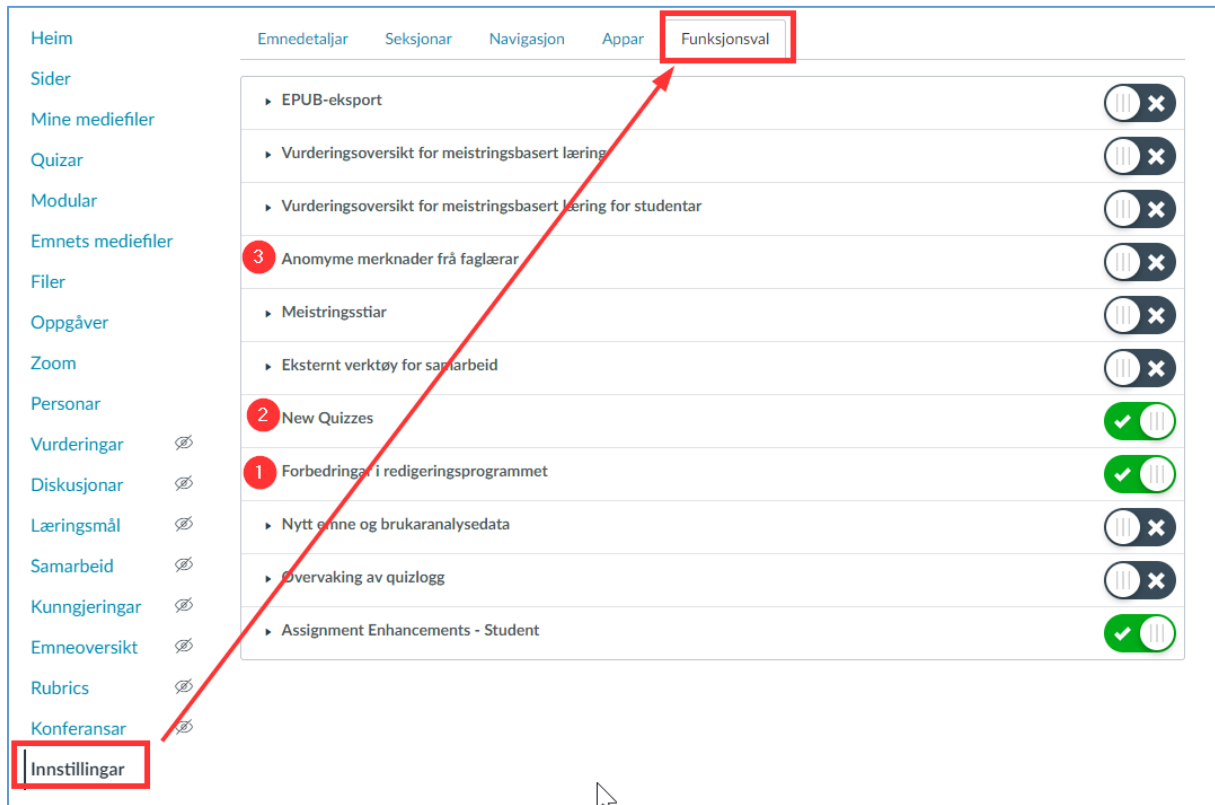 Heim
Sider
Mine mediefiler
Quizar
Modular
Emnets mediefiler
Filer
Oppgåver
Zoom
Personar
Vurderingar
Diskusjonar
Læringsmål
Samarbeid
Kunngjeringar
Emneoversikt
Rubrics
Konferansar
Innstillingar
Emnedetaljar Seksjonar Navigasjon Appar Funksjonsval
EPUB-eksport
Vurderingsoversikt for meistringsbasert læring
Vurderingsoversikt for meistringsbasert læring for studentar
3 Anomyme merknader frå faglærar
Meistringsstiar
Eksternt verktøy for samarbeid
2 New Quizzes
1 Forbedringar i redigeringsprogrammet
Nytt emne og brukaranalysedata
Overvaking av quizlogg
Assignment Enhancements - Student